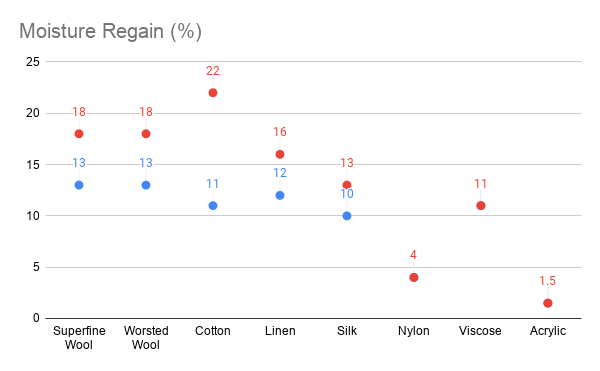 Moisture Regain (%)
25
20
15
10
5
0
18
18
22
16
13
4
11
1.5
13
13
11
12
10
Superfine
Wool
Worsted
Wool
Cotton
Linen
Silk
Nylon
Viscose
Acrylic